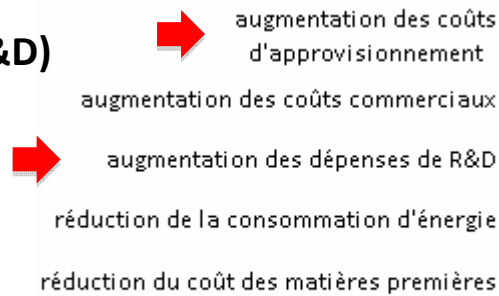 augmentation des coûts
d'approvisionnement
&D)
augmentation des coûts commerciaux
augmentation des dépenses de R&D
réduction de la consommation d'énergie
réduction du coût des matières premières